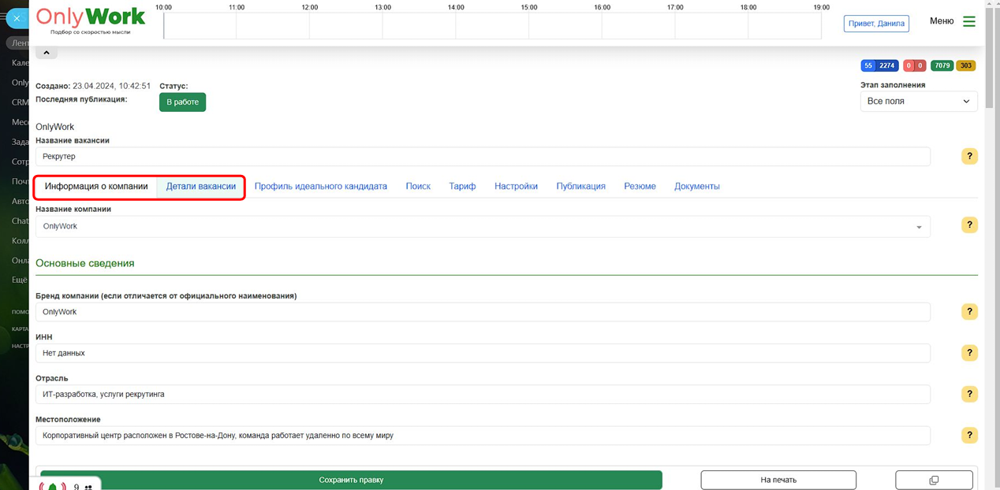 10:00 11:00 12:00 13:00 14:00 15:00 16:00 17:00 18:00 19:00
OnlyWork
Подбор со скоростью мысли
Привет, Данила
Меню
Лент
Кале
Only
CRM
Месс
Зада
Сотр
Почт
Авто
Chat
Колл
Онла
Ещё
ПОМО
КАРТА
НАСТР
55 2274 0 0 7079 303
Создано: 23.04.2024, 10:42:51
Последняя публикация:
Статус:
В работе
Этап заполнения
Все поля
OnlyWork
Название вакансии
Рекрутер
?
Информация о компании Детали вакансии Профиль идеального кандидата Поиск Тариф Настройки Публикация Резюме Документы
Название компании
OnlyWork
?
Основные сведения
Бренд компании (если отличается от официального наименования)
OnlyWork
?
ИНН
Нет данных
?
Отрасль
ИТ-разработка, услуги рекрутинга
?
Местоположение
Корпоративный центр расположен в Ростове-на-Дону, команда работает удаленно по всему миру
?
Сохранить правку
На печать
9